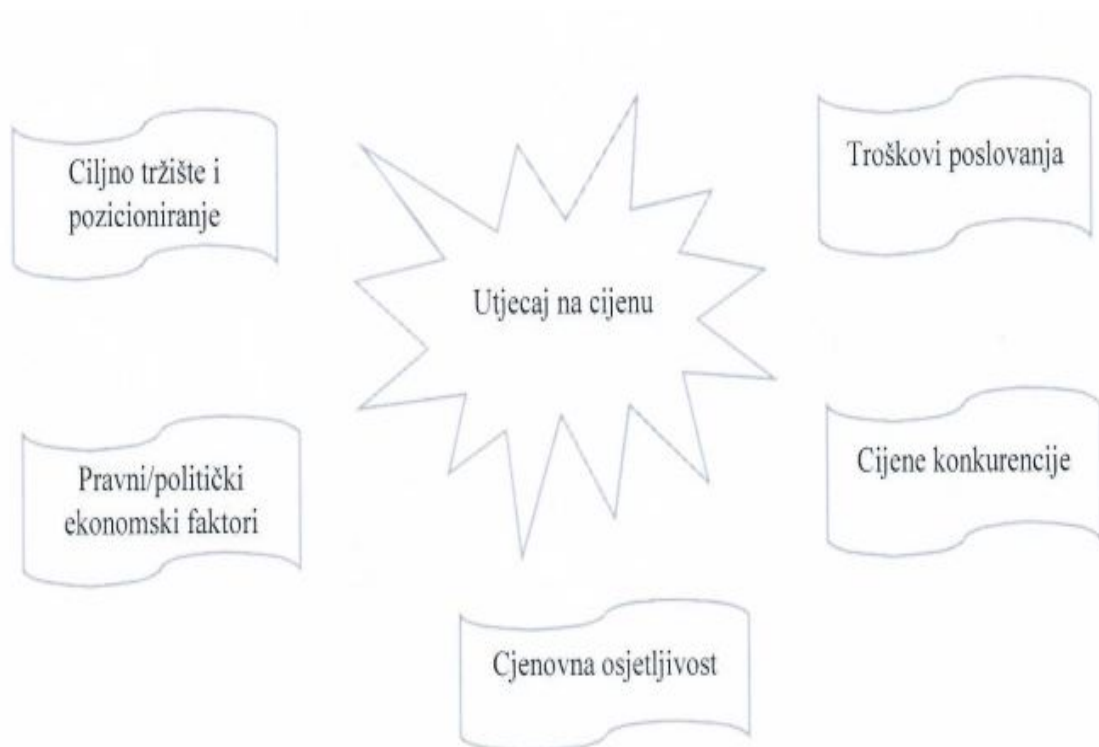 Ciljno tržište i
pozicioniranje
Troškovi poslovanja
Utjecaj na cijenu
Pravni/politički
ekonomski faktori
Cijene konkurencije
Cjenovna osjetljivost